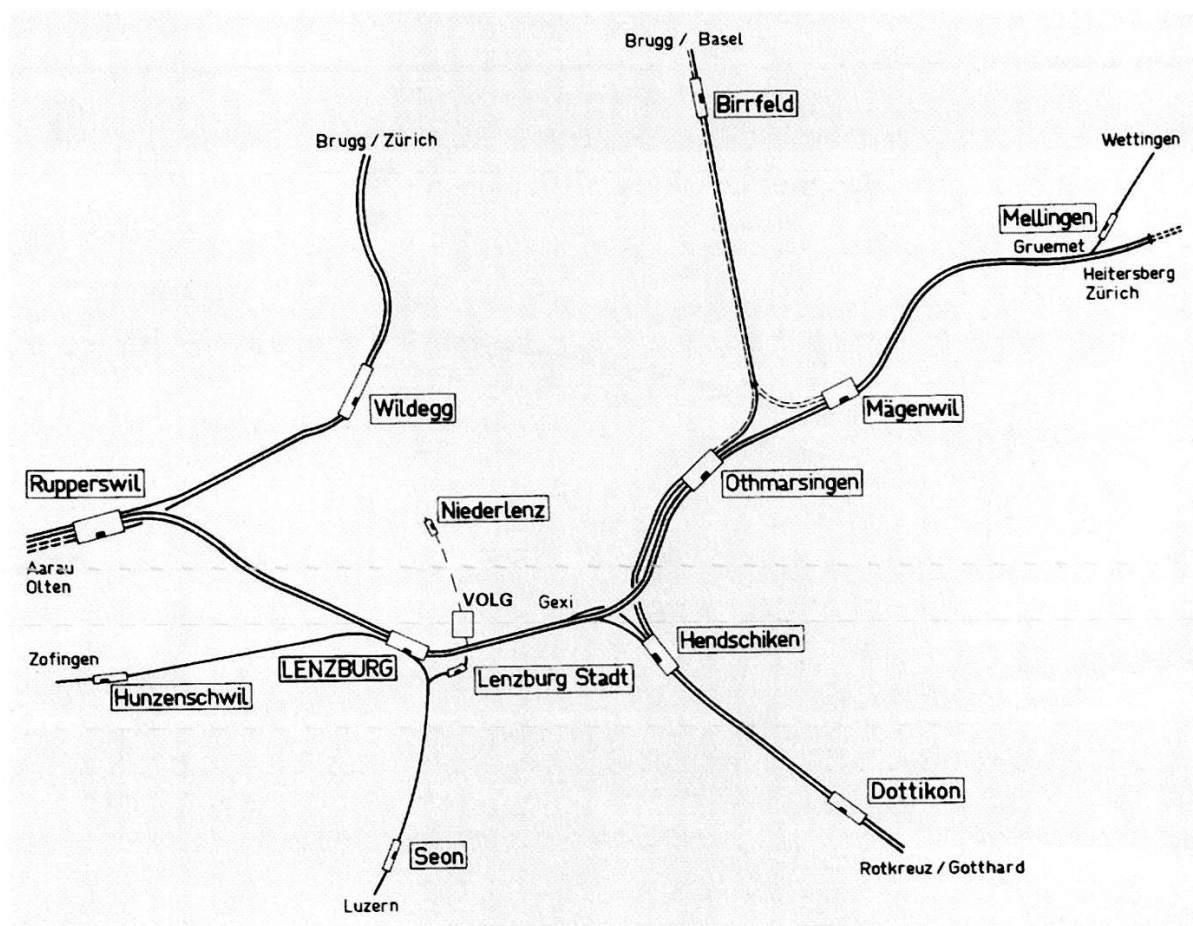 Brugg / Basel
Birrfeld
Brugg / Zürich
Wettingen
Mellingen
Gruemet
Heitersberg
Zürich
Wildegg
Mägenwil
Rupperswil
Othmarsingen
Niederlenz
Aarau
Olten
VOLG
Gexi
Hendschiken
Zofingen
LENZBURG
Lenzburg Stadt
Hunzenschwil
Dottikon
Seon
Rotkreuz / Gotthard
Luzern